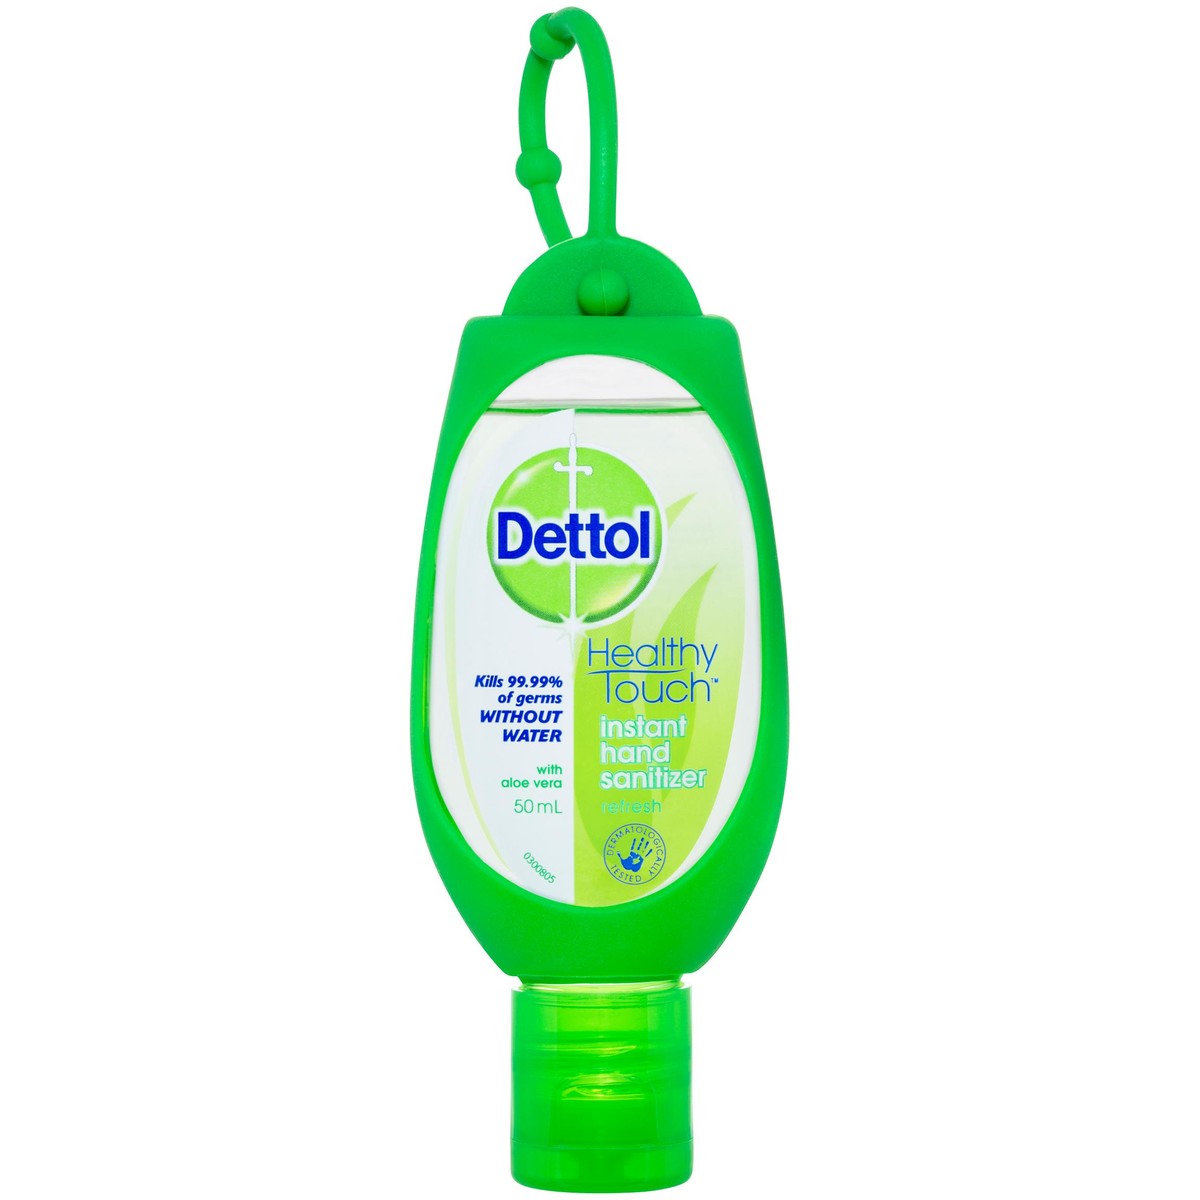 Dettol
Healthy
Touch™
Kills 99.99%
of germs
WITHOUT
WATER
with
aloe vera
50 mL
instant
hand
sanitizer
refresh
DERMATOLOGICALLY
TESTED
0300805